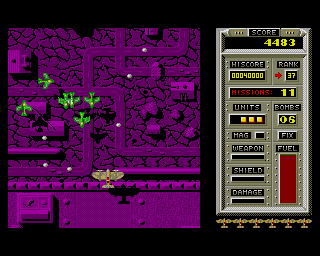 SCORE
4483
HISCORE RANK
00040000 37
MISSIONS: 11
UNITS BOMBS
06
MAG FIX
WEAPON FUEL
SHIELD
DAMAGE